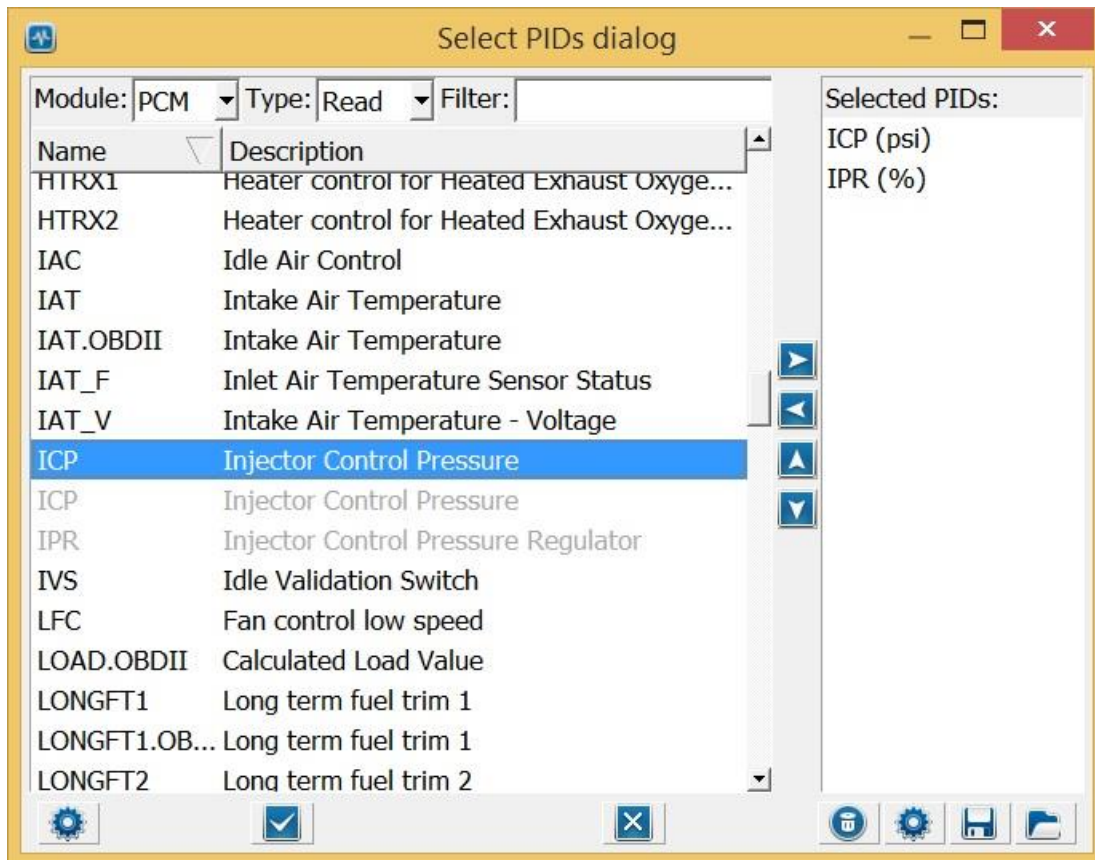 Select PIDs dialog
Module: PCM Type: Read Filter:
Name Description
HTRX1 Heater control for Heated Exhaust Oxyge...
HTRX2 Heater control for Heated Exhaust Oxyge...
IAC Idle Air Control
IAT Intake Air Temperature
IAT.OBDII Intake Air Temperature
IAT_F Inlet Air Temperature Sensor Status
IAT_V Intake Air Temperature - Voltage
ICP Injector Control Pressure
ICP Injector Control Pressure
IPR Injector Control Pressure Regulator
IVS Idle Validation Switch
LFC Fan control low speed
LOAD.OBDII Calculated Load Value
LONGFT1 Long term fuel trim 1
LONGFT1.OB... Long term fuel trim 1
LONGFT2 Long term fuel trim 2
Selected PIDs:
ICP (psi)
IPR (%)